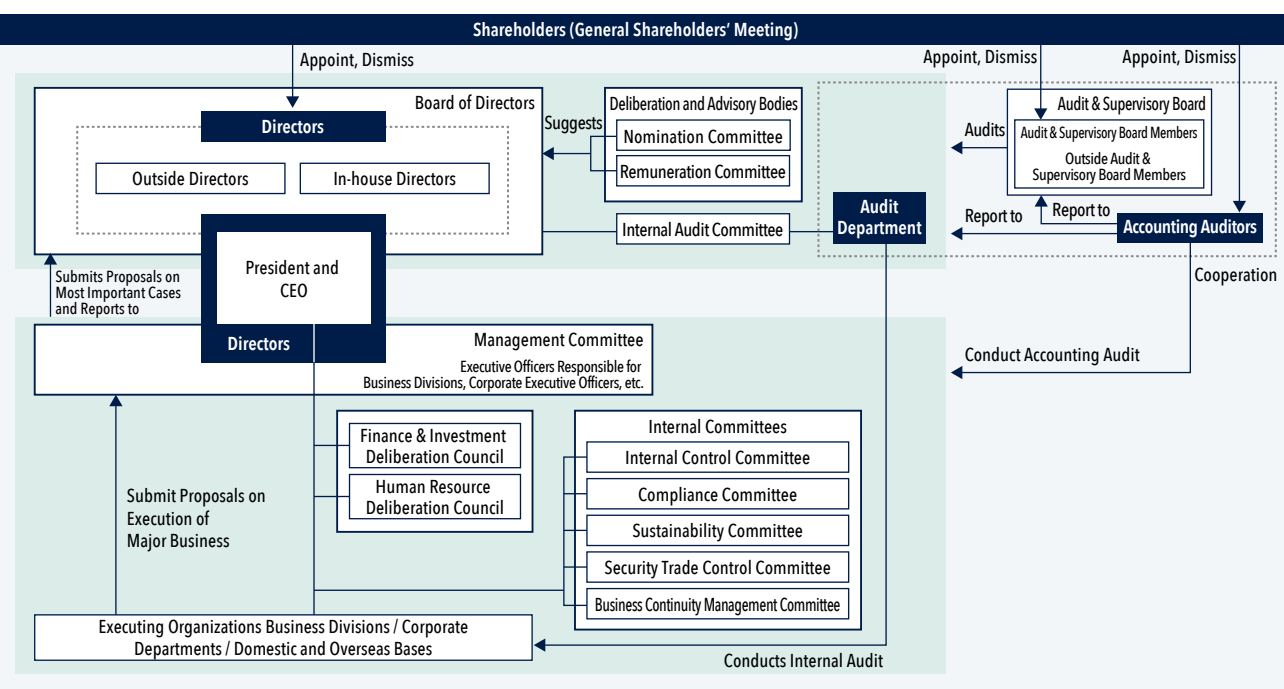 Shareholders (General Shareholders' Meeting)
Appoint, Dismiss
Appoint, Dismiss
Appoint, Dismiss
Board of Directors
Directors
Outside Directors
In-house Directors
President and
CEO
Directors
Suggests
Deliberation and Advisory Bodies
Nomination Committee
Remuneration Committee
Internal Audit Committee
Audit
Department
Audits
Audit & Supervisory Board
Audit & Supervisory Board Members
Outside Audit &
Supervisory Board Members
Report to
Report to
Accounting Auditors
Cooperation
Submits Proposals on
Most Important Cases
and Reports to
Management Committee
Executive Officers Responsible for
Business Divisions, Corporate Executive Officers, etc.
Conduct Accounting Audit
Finance & Investment
Deliberation Council
Human Resource
Deliberation Council
Internal Committees
Internal Control Committee
Compliance Committee
Sustainability Committee
Security Trade Control Committee
Business Continuity Management Committee
Submit Proposals on
Execution of
Major Business
Executing Organizations Business Divisions / Corporate
Departments / Domestic and Overseas Bases
Conducts Internal Audit